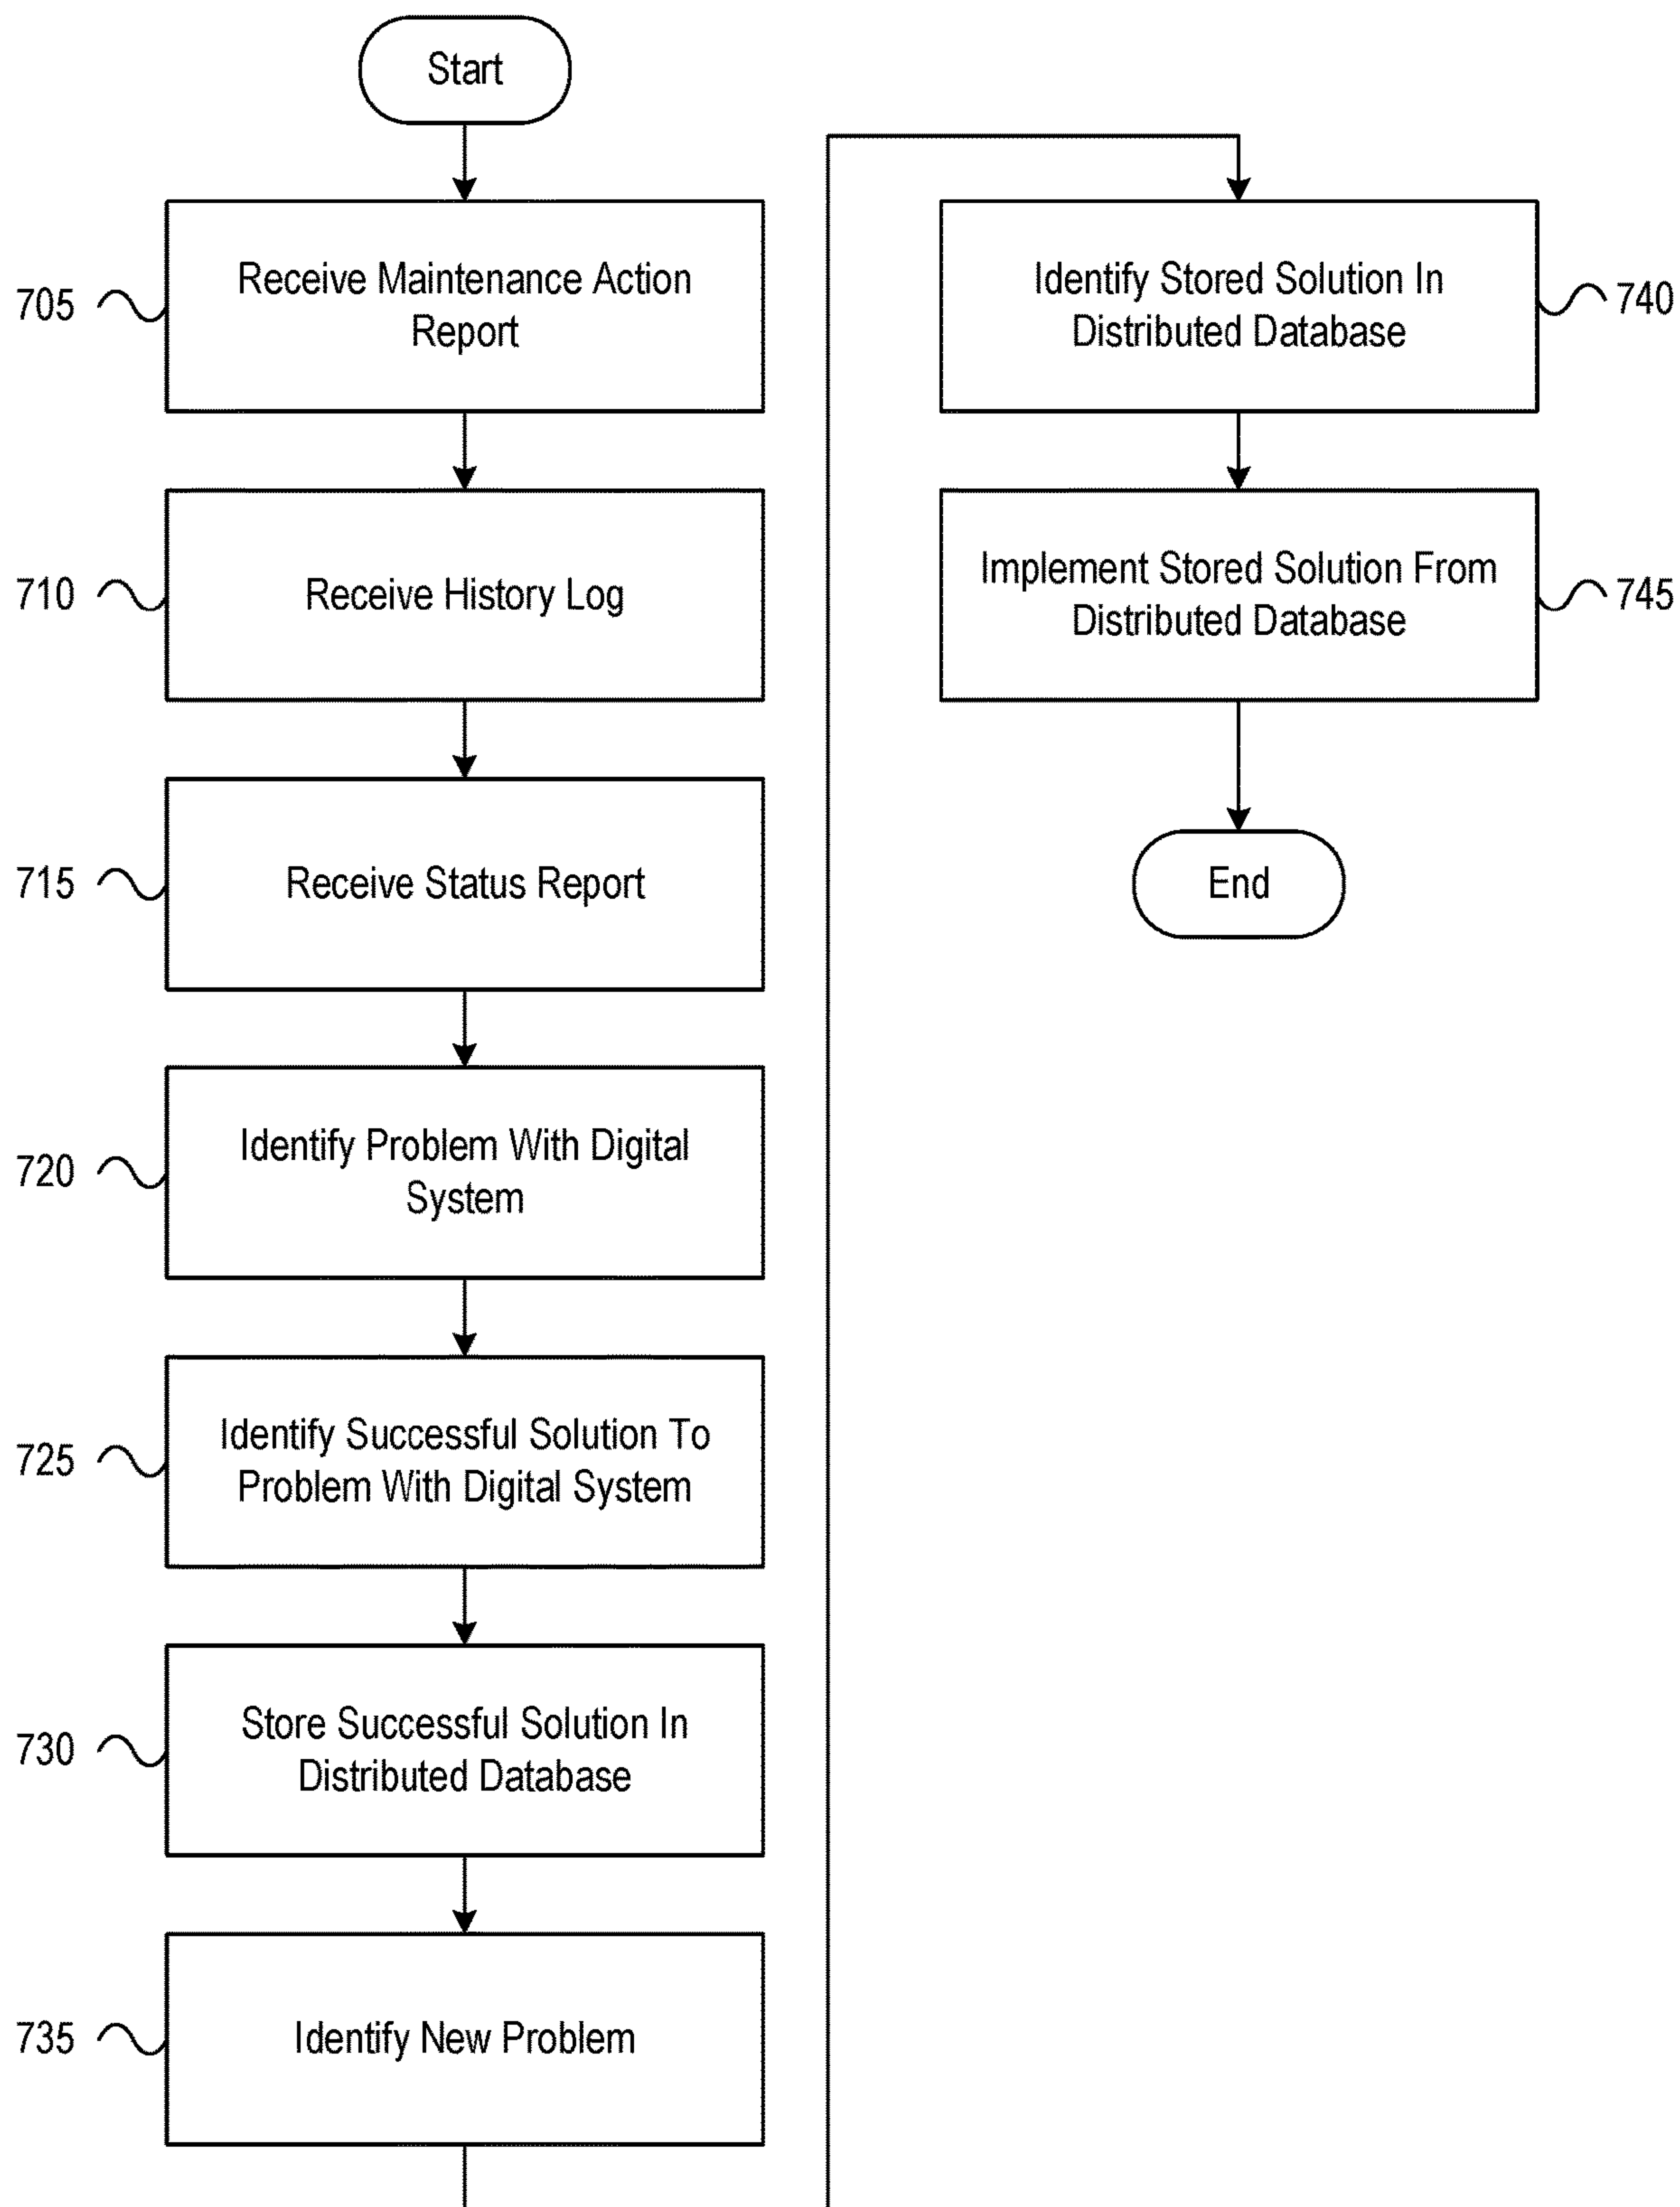 Start
705
Receive Maintenance Action
Report
710
Receive History Log
715
Receive Status Report
720
Identify Problem With Digital
System
725
Identify Successful Solution To
Problem With Digital System
730
Store Successful Solution In
Distributed Database
735
Identify New Problem
Identify Stored Solution In
Distributed Database
740
Implement Stored Solution From
Distributed Database
745
End